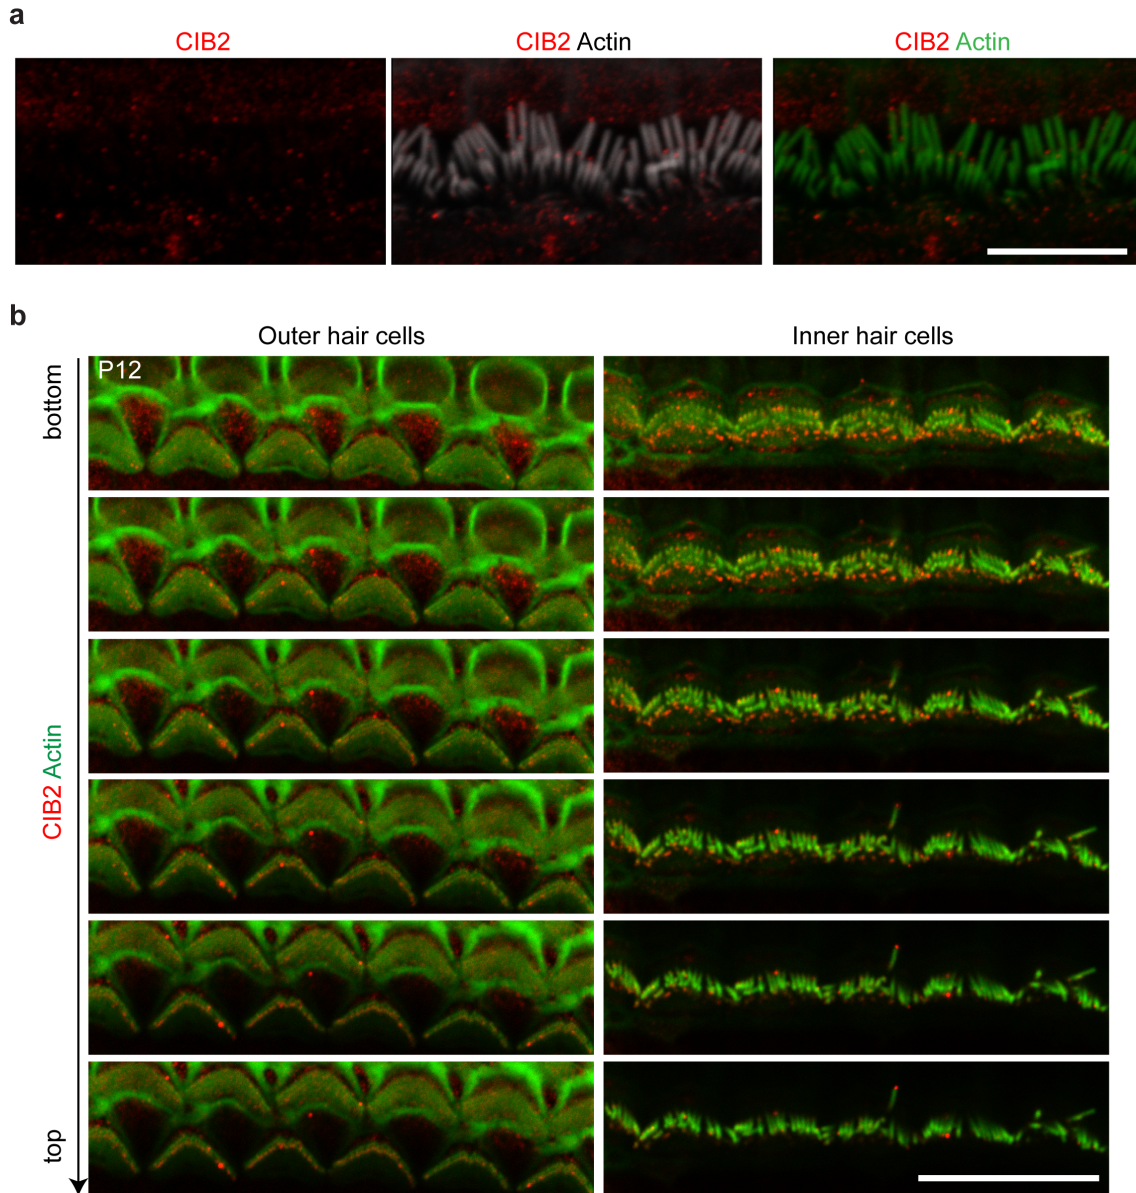 a
CIB2
CIB2 Actin
CIB2 Actin
b
Outer hair cells
Inner hair cells
P12
bottom
CIB2 Actin
top